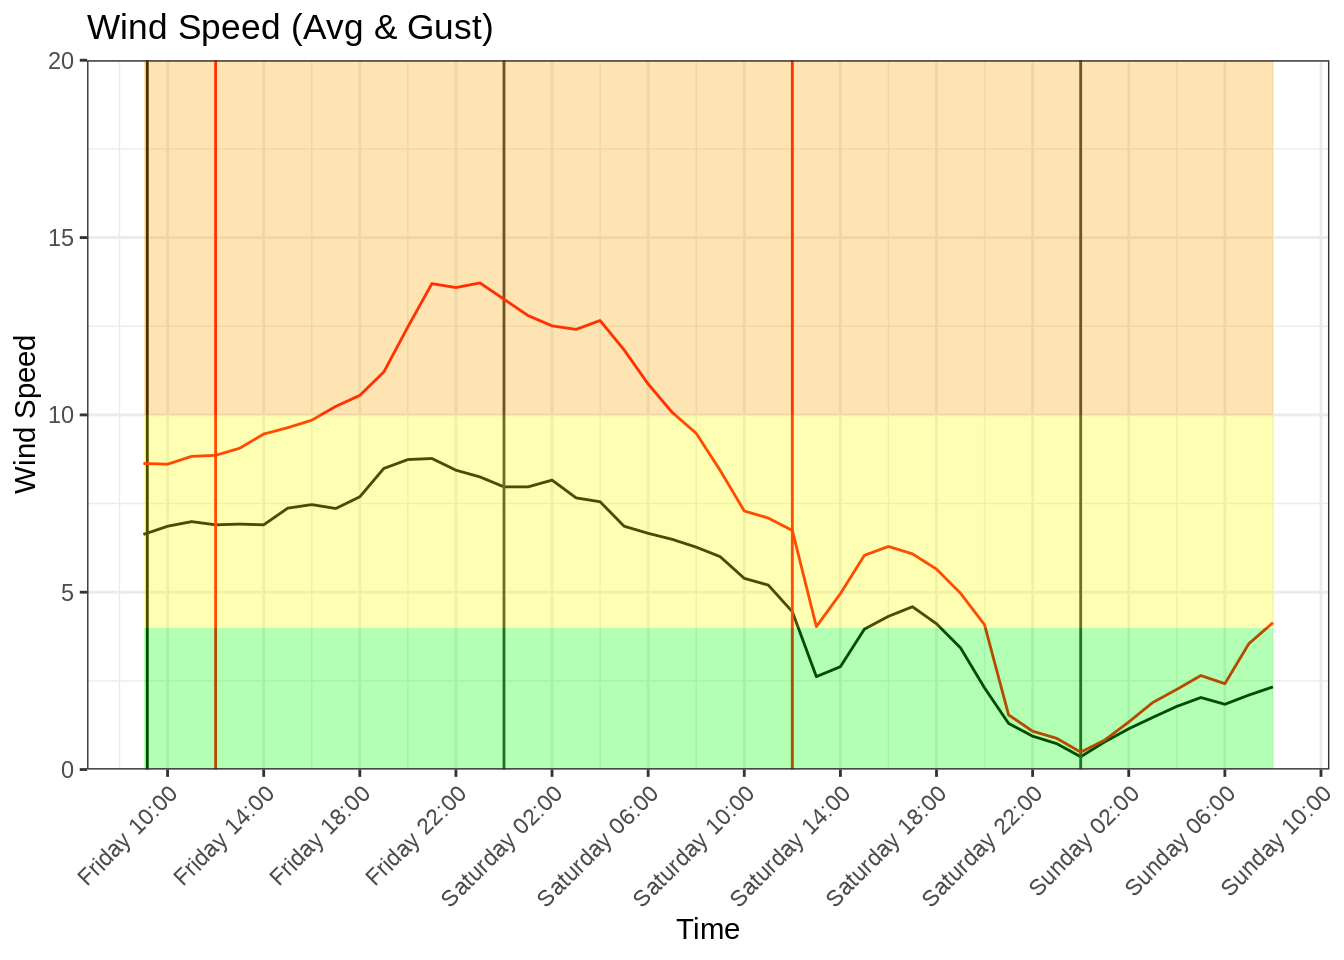 Wind Speed (Avg & Gust)
20
15
10
5
0
Wind Speed
Friday 10:00
Friday 14:00
Friday 18:00
Friday 22:00
Saturday 02:00
Saturday 06:00
Saturday 10:00
Saturday 14:00
Saturday 18:00
Saturday 22:00
Sunday 02:00
Sunday 06:00
Sunday 10:00
Time